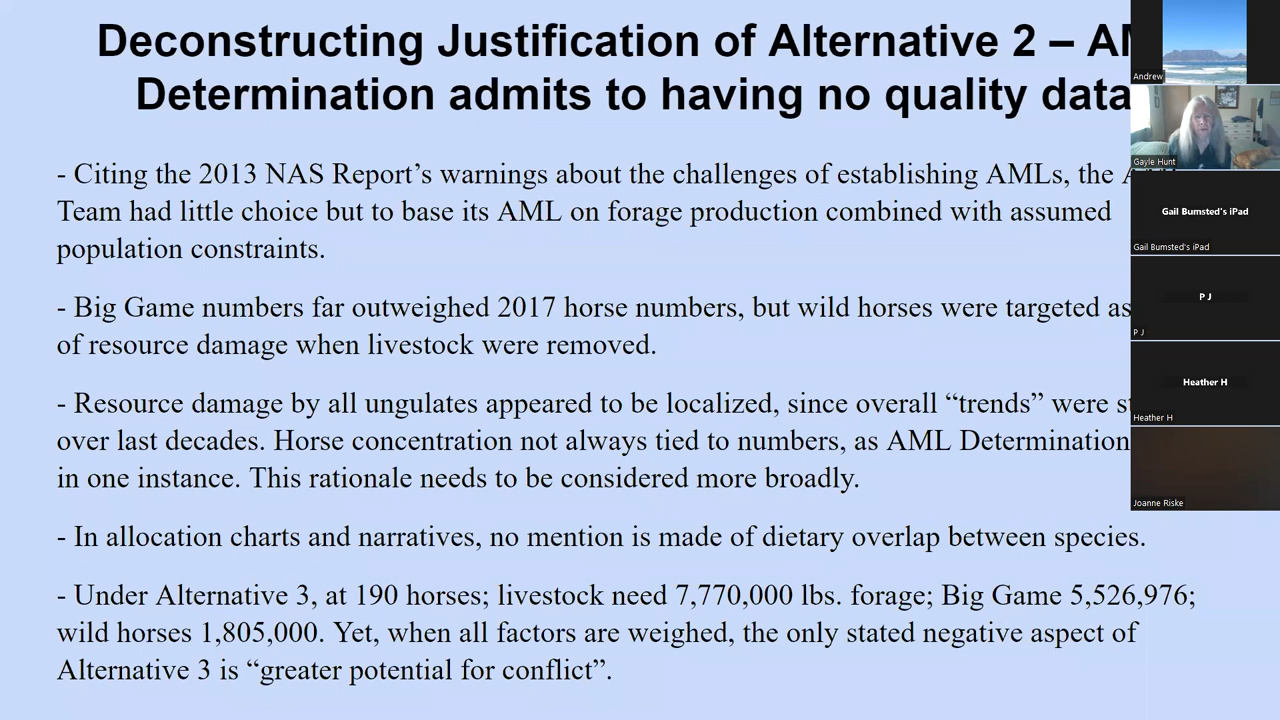 Deconstructing Justification of Alternative 2 –
Determination admits to having no quality data
- Citing the 2013 NAS Report’s warnings about the challenges of establishing AMLs, the
Team had little choice but to base its AML on forage production combined with assumed
population constraints.
- Big Game numbers far outweighed 2017 horse numbers, but wild horses were targeted as
of resource damage when livestock were removed.
- Resource damage by all ungulates appeared to be localized, since overall “trends” were
over last decades. Horse concentration not always tied to numbers, as AML Determination
in one instance. This rationale needs to be considered more broadly.
- In allocation charts and narratives, no mention is made of dietary overlap between species.
- Under Alternative 3, at 190 horses; livestock need 7,770,000 lbs. forage; Big Game 5,526,976;
wild horses 1,805,000. Yet, when all factors are weighed, the only stated negative aspect of
Alternative 3 is “greater potential for conflict”.
Andrew
Gayle Hunt
Gail Bumsted's iPad
Gail Bumsted's iPad
P J
P J
Heather H
Heather H
Joanne Riske